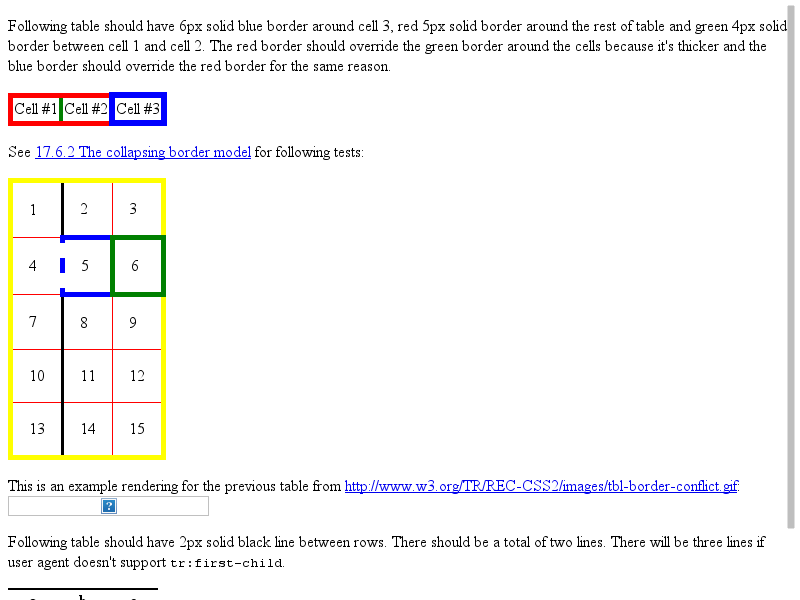 Following table should have 6px solid blue border around cell 3, red 5px solid border around the rest of table and green 4px solid
border between cell 1 and cell 2. The red border should override the green border around the cells because it's thicker and the
blue border should override the red border for the same reason.
Cell #1 Cell #2 Cell #3
See 17.6.2 The collapsing border model for following tests:
1 2 3
4 5 6
7 8 9
10 11 12
13 14 15
This is an example rendering for the previous table from http://www.w3.org/TR/REC-CSS2/images/tbl-border-conflict.gif:
?
Following table should have 2px solid black line between rows. There should be a total of two lines. There will be three lines if
user agent doesn't support tr:first-child.